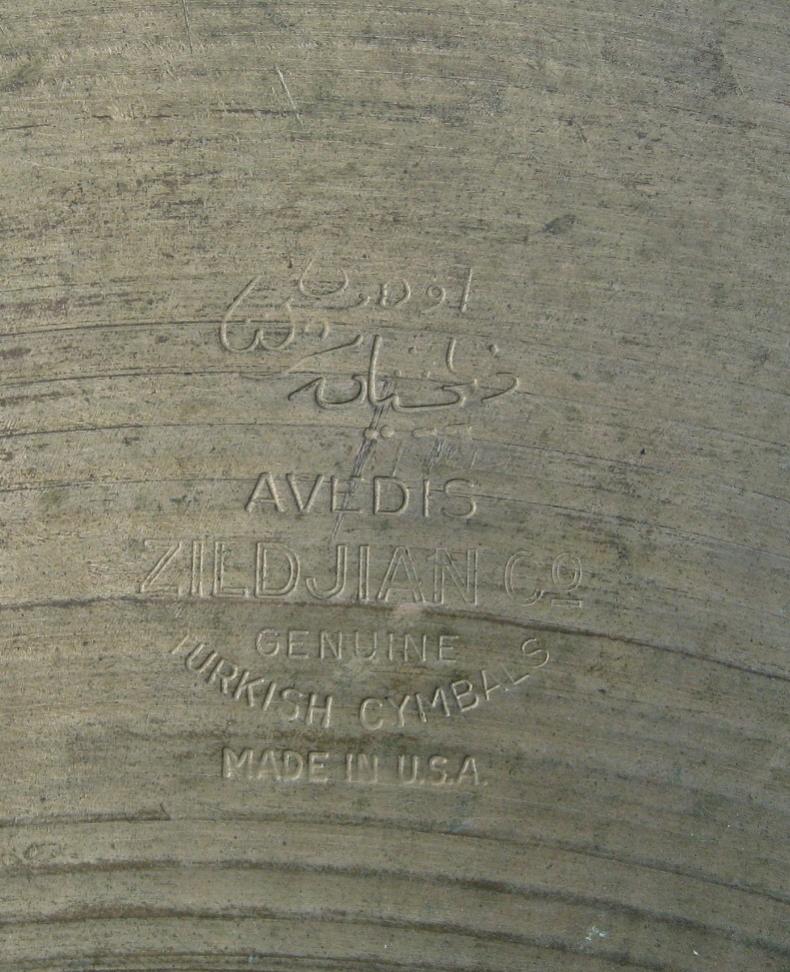 AVEDIS
ZILDJIAN Cº
GENUINE
TURKISH CYMBALS
MADE IN U.S.A.